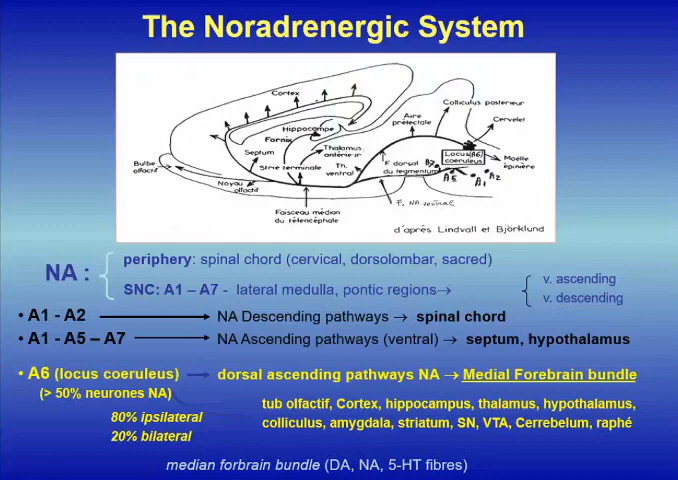 The Noradrenergic System
Cortex
Colliculus postérieur
Aire
prétectale
Cervelet
Hippocampe
Fornix
Septum
Thalamus
antérieur
Strie terminale
Th.
ventral
F. dorsal
du tegmentum
Locus (A6)
coeruleus
Moelle
épinière
Bulbe
olfactif
Noyau
olfactif
A7
A5
A1
A2
Faisceau médian
du télencéphale
F. NA ventral
d'après Lindvall et Björklund
NA :
periphery: spinal chord (cervical, dorsolombar, sacred)
SNC: A1 – A7 - lateral medulla, pontic regions→
v. ascending
v. descending
• A1 - A2 → NA Descending pathways → spinal chord
• A1 - A5 – A7 → NA Ascending pathways (ventral) → septum, hypothalamus
• A6 (locus coeruleus) → dorsal ascending pathways NA → Medial Forebrain bundle
(> 50% neurones NA)
tub olfactif, Cortex, hippocampus, thalamus, hypothalamus,
colliculus, amygdala, striatum, SN, VTA, Cerrebelum, raphé
80% ipsilateral
20% bilateral
median forbrain bundle (DA, NA, 5-HT fibres)